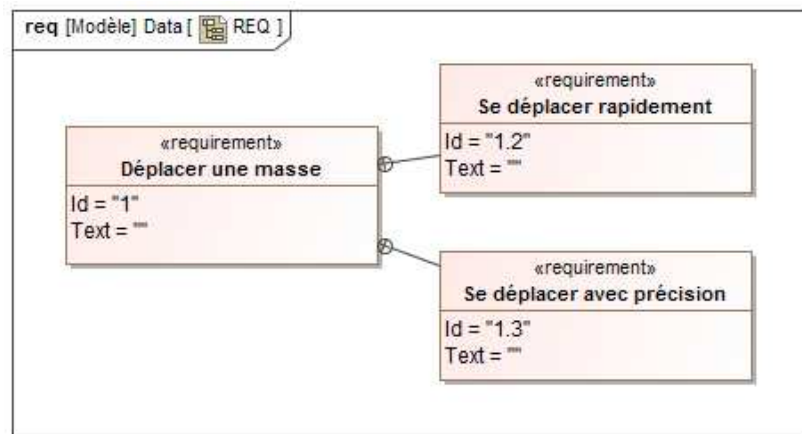 req [Modèle] Data [ REQ ]
«requirement»
Déplacer une masse
Id = "1"
Text = ""
«requirement»
Se déplacer rapidement
Id = "1.2"
Text = ""
«requirement»
Se déplacer avec précision
Id = "1.3"
Text = ""